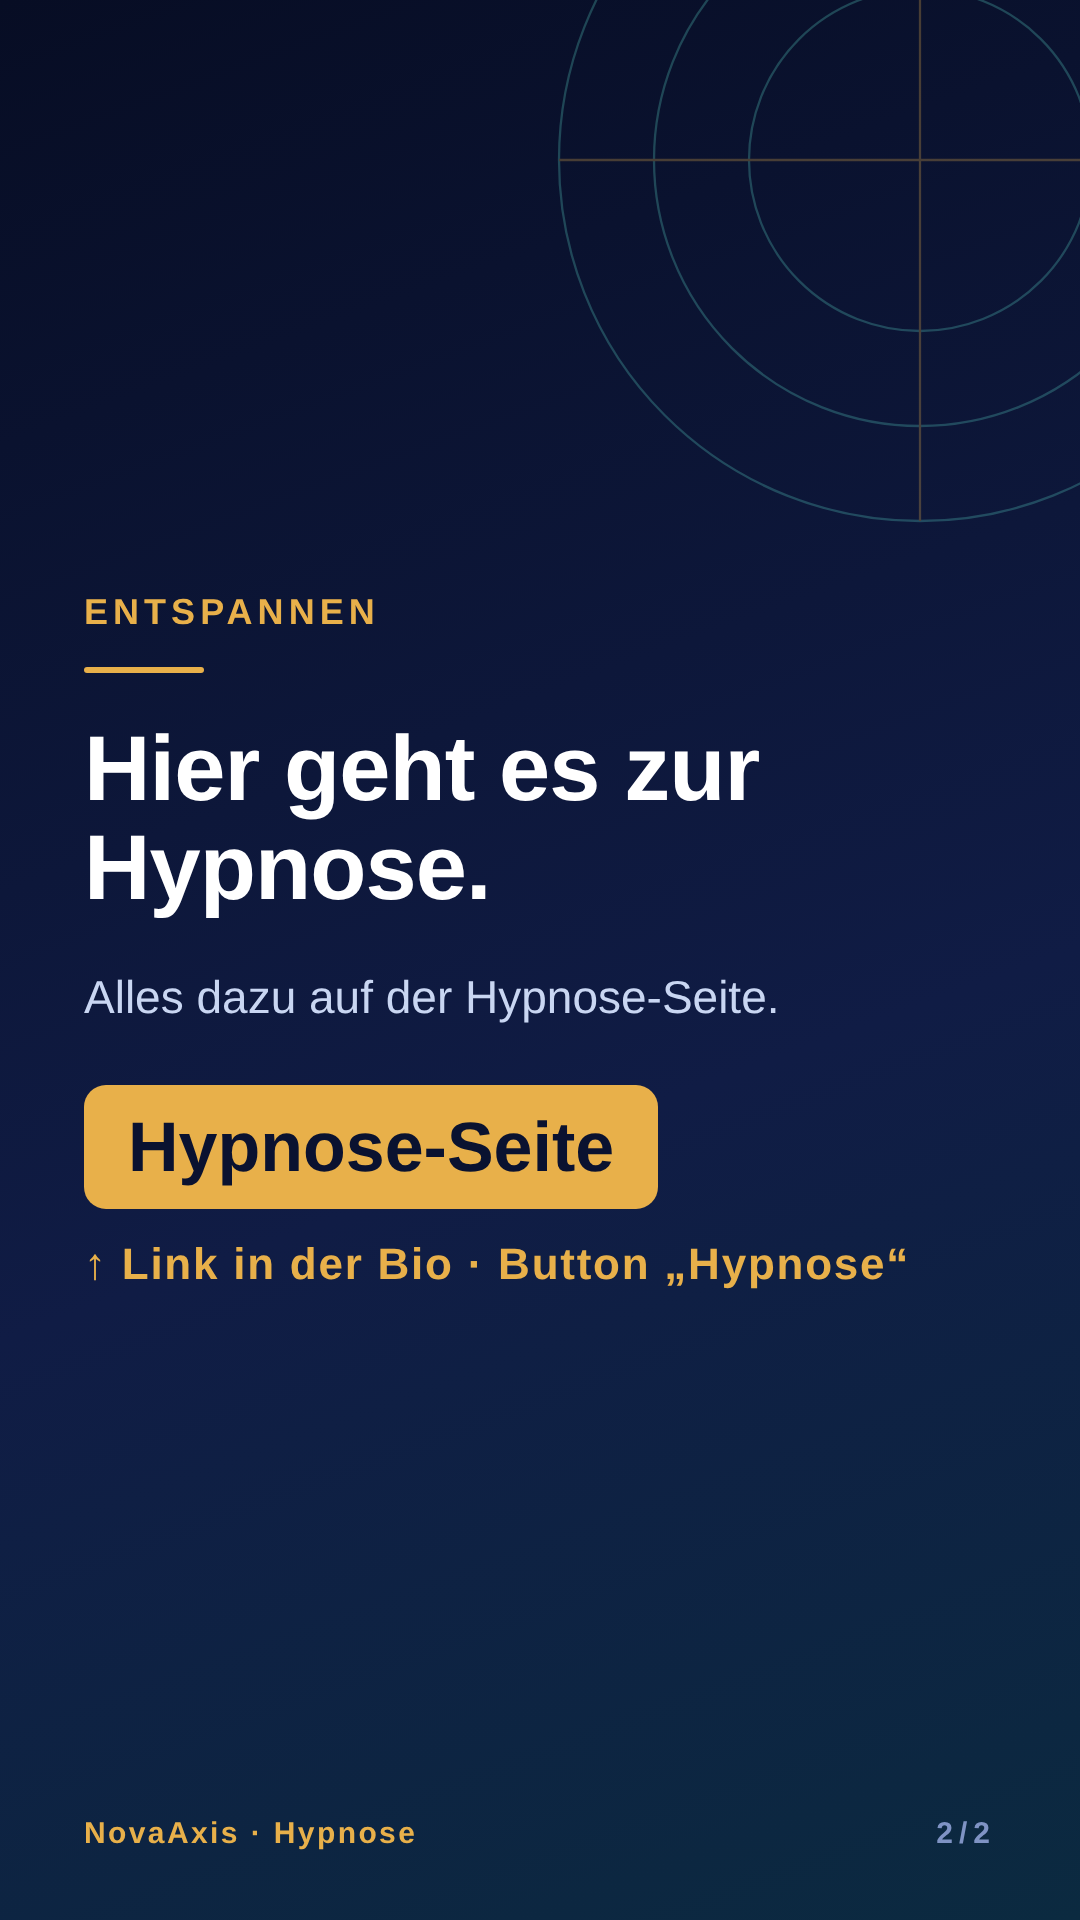 ENTSPANNEN
Hier geht es zur
Hypnose.
Alles dazu auf der Hypnose-Seite.
Hypnose-Seite
↑ Link in der Bio · Button „Hypnose“
NovaAxis · Hypnose
2/2